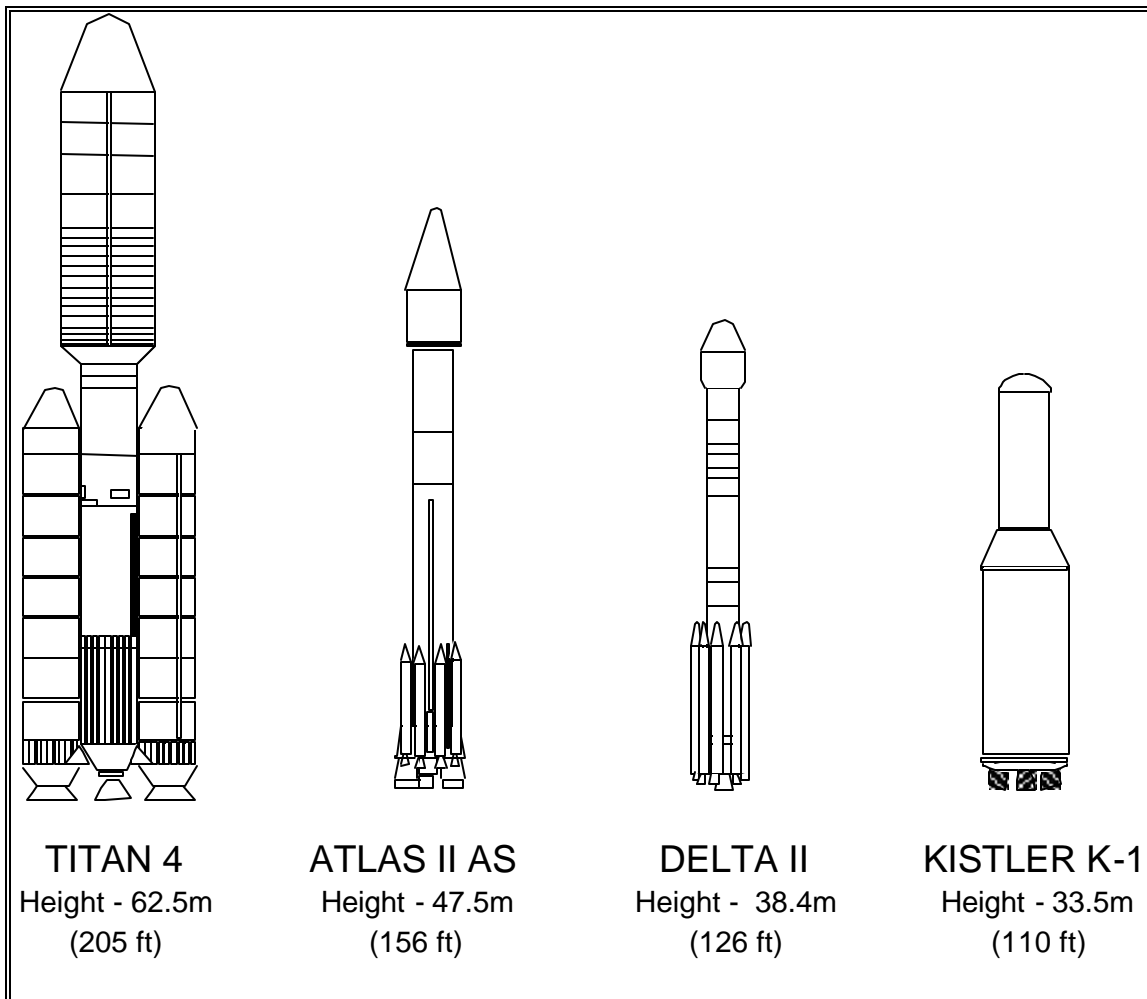 TITAN 4
Height - 62.5m
(205 ft)
ATLAS II AS
Height - 47.5m
(156 ft)
DELTA II
Height - 38.4m
(126 ft)
KISTLER K-1
Height - 33.5m
(110 ft)